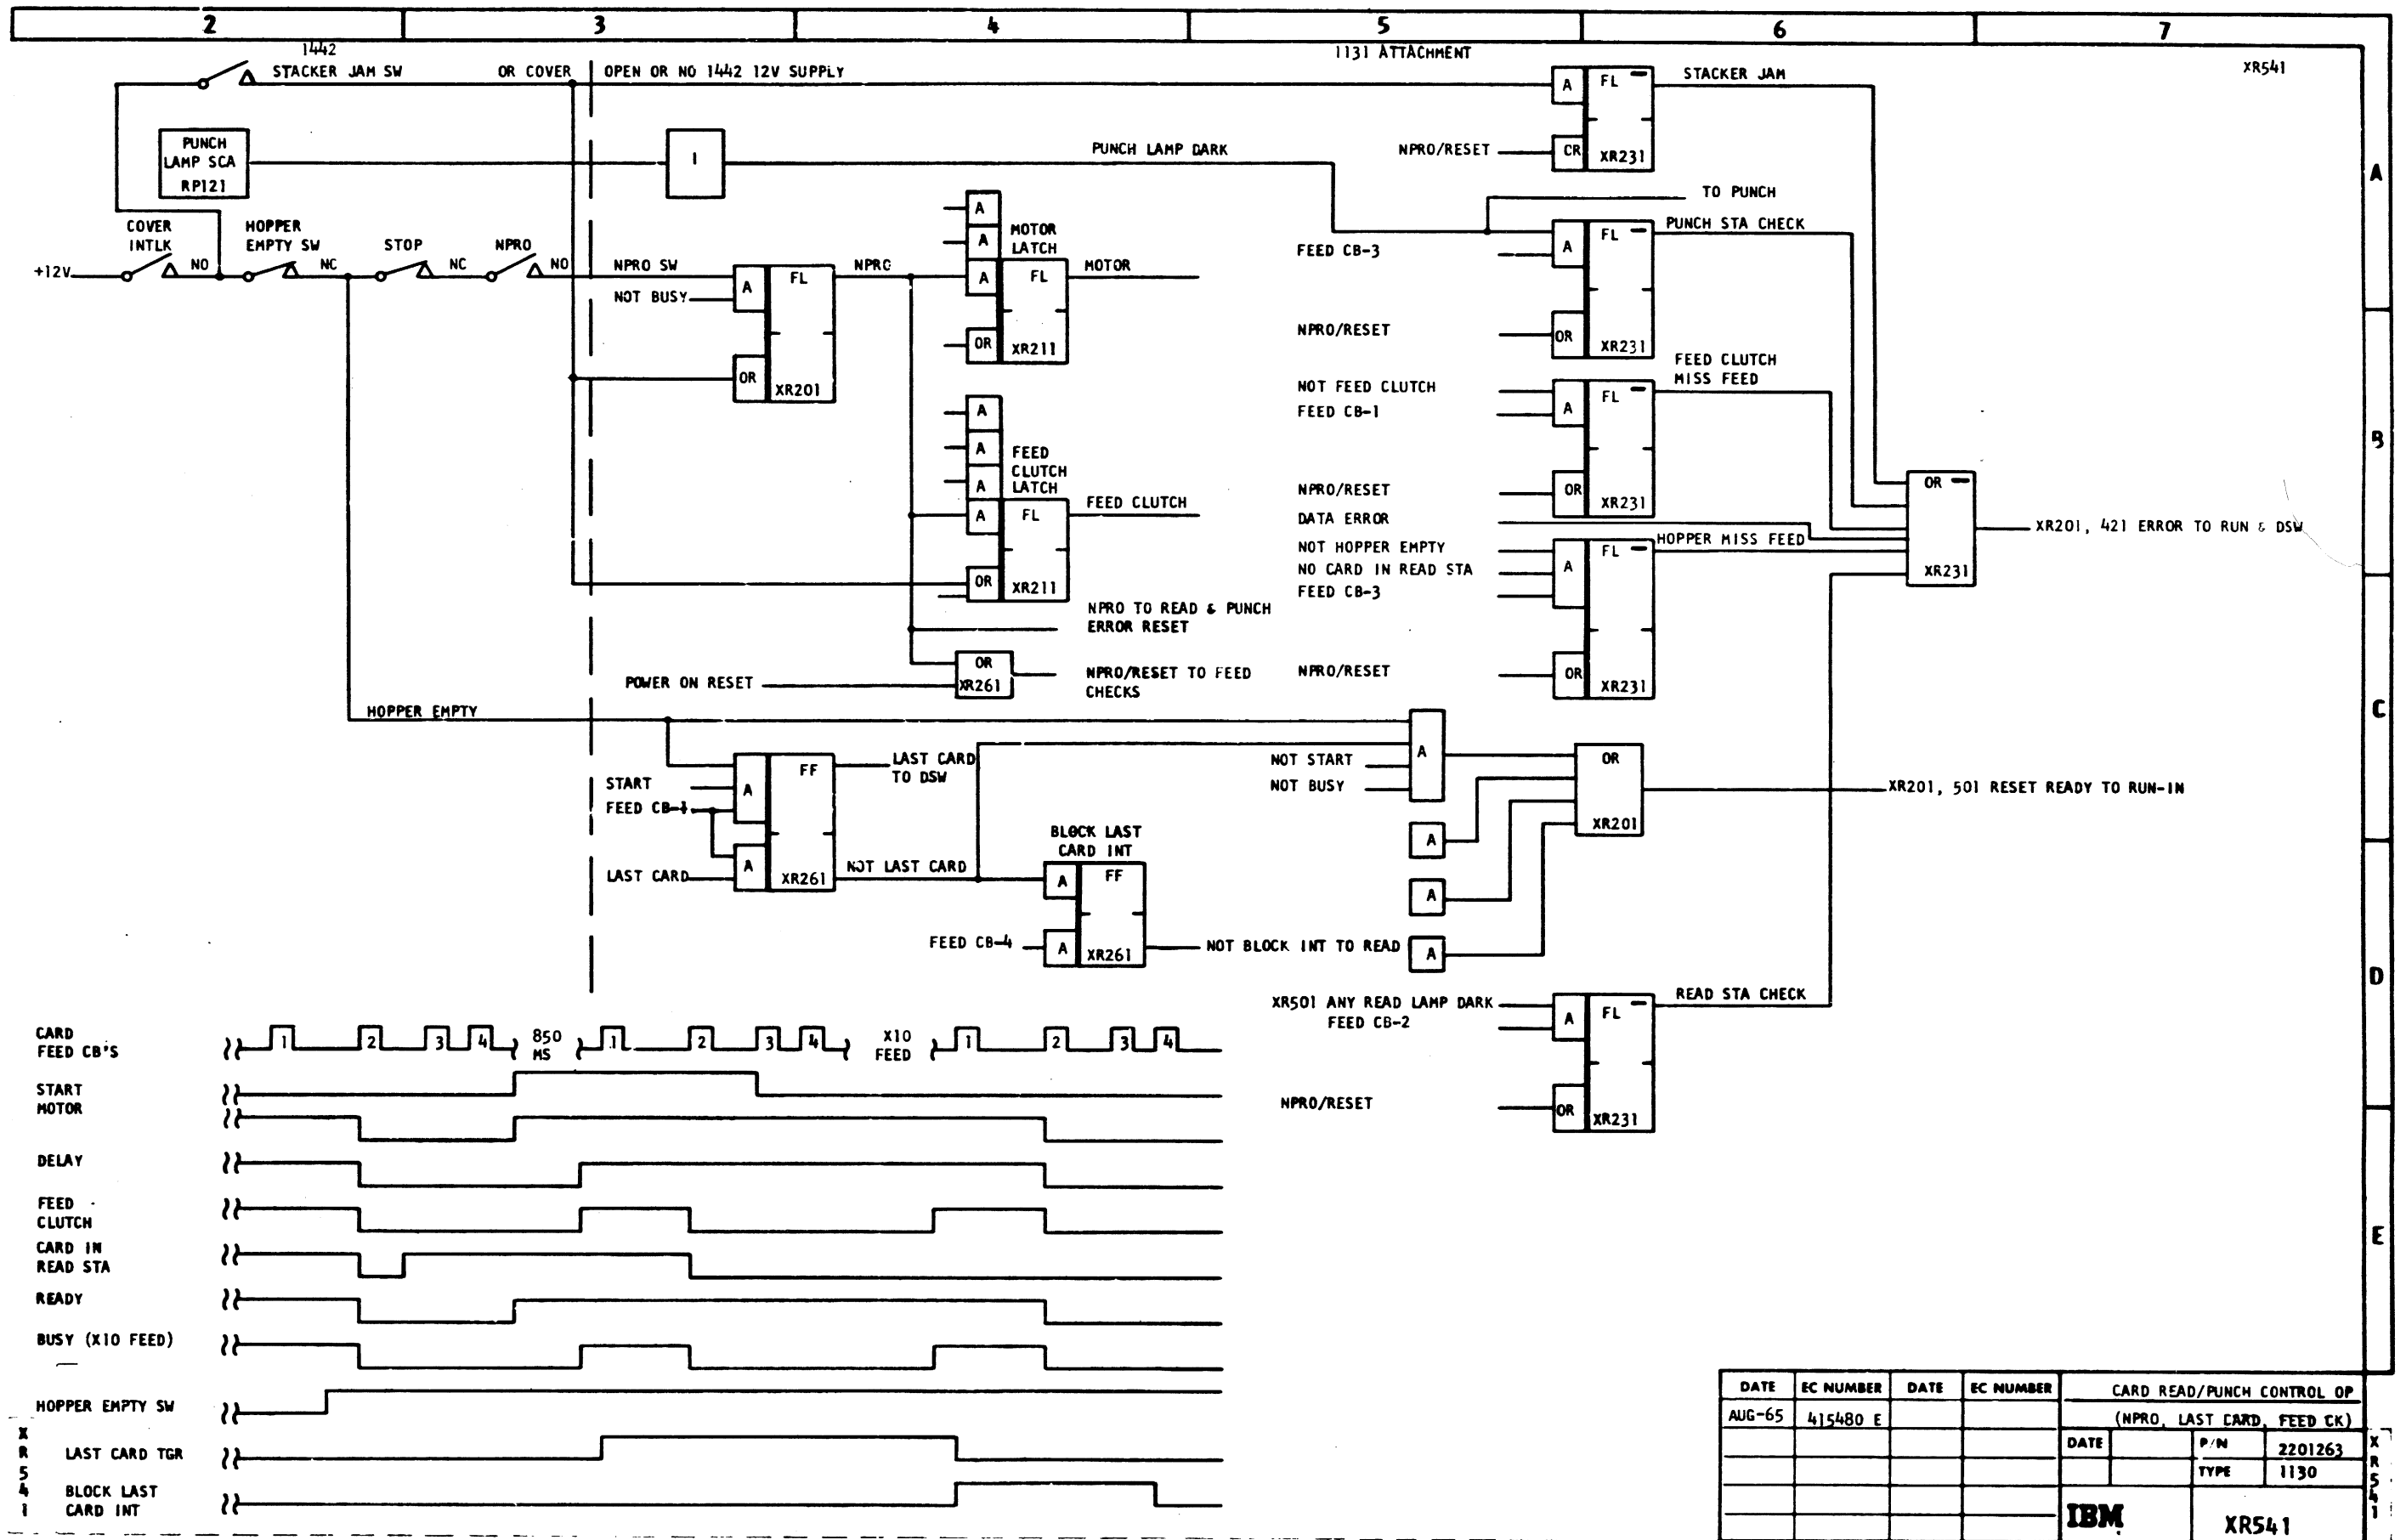 2 3 4 5 6 7
1442
1131 ATTACHMENT
XR541
STACKER JAM SW
OR COVER
OPEN OR NO 1442 12V SUPPLY
A
FL
STACKER JAM
NPRO/RESET
CR
XR231
PUNCH
LAMP SCA
RP121
I
PUNCH LAMP DARK
TO PUNCH
A
COVER
INTLK
HOPPER
EMPTY SW
STOP
NPRO
+12V
NO
NC
NC
NO
NPRO SW
NOT BUSY
A
FL
OR
XR201
NPRO
A
A
A
MOTOR
LATCH
FL
MOTOR
OR
XR211
FEED CB-3
A
FL
PUNCH STA CHECK
NPRO/RESET
OR
XR231
NOT FEED CLUTCH
FEED CB-1
A
FL
FEED CLUTCH
MISS FEED
NPRO/RESET
OR
XR231
B
A
A
A
A
FEED
CLUTCH
LATCH
FL
FEED CLUTCH
OR
XR211
DATA ERROR
NOT HOPPER EMPTY
NO CARD IN READ STA
FEED CB-3
A
FL
HOPPER MISS FEED
NPRO/RESET
OR
XR231
OR
XR231
XR201, 421 ERROR TO RUN & DSW
NPRO TO READ & PUNCH
ERROR RESET
POWER ON RESET
OR
XR261
NPRO/RESET TO FEED
CHECKS
C
HOPPER EMPTY
START
FEED CB-1
LAST CARD
A
A
FF
XR261
LAST CARD
TO DSW
NOT LAST CARD
NOT START
NOT BUSY
A
A
A
A
OR
XR201
XR201, 501 RESET READY TO RUN-IN
BLOCK LAST
CARD INT
A
FF
FEED CB-4
A
XR261
NOT BLOCK INT TO READ
D
XR501 ANY READ LAMP DARK
FEED CB-2
A
FL
READ STA CHECK
NPRO/RESET
OR
XR231
E
CARD
FEED CB'S
1 2 3 4
850
MS
1 2 3 4
X10
FEED
1 2 3 4
START
MOTOR
DELAY
FEED
CLUTCH
CARD IN
READ STA
READY
BUSY (X10 FEED)
HOPPER EMPTY SW
LAST CARD TGR
BLOCK LAST
CARD INT
XR541
DATE EC NUMBER DATE EC NUMBER
AUG-65 415480 E
CARD READ/PUNCH CONTROL OP
(NPRO, LAST CARD, FEED CK)
DATE P/N 2201263
TYPE 1130
IBM
XR541
XR541